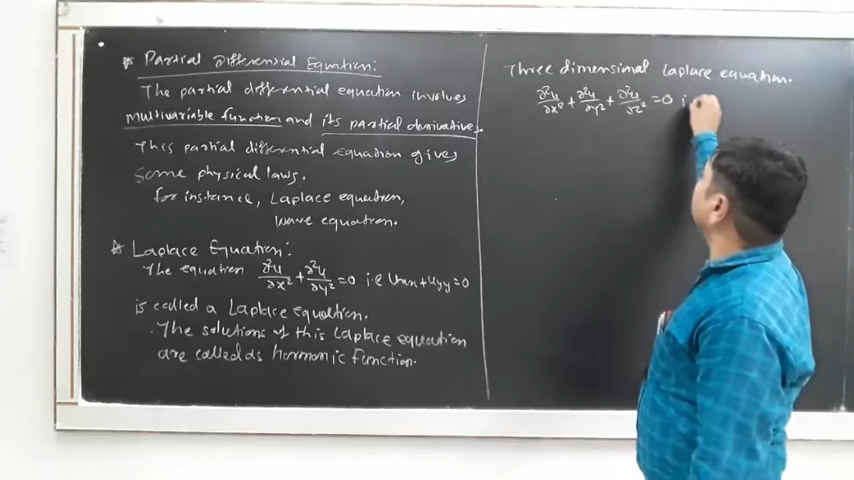 * Partial Differential Equation:
The partial differential equation involves
multivariable function and its partial derivatives.
This partial differential equation gives
some physical laws.
for instance, Laplace equation,
wave equation.
* Laplace Equation:
The equation ∂²u/∂x² + ∂²u/∂y² = 0 i.e Uxx + Uyy = 0
is called a Laplace equation.
The solutions of this Laplace equation
are called as harmonic function.
Three dimensional Laplace equation.
∂²u/∂x² + ∂²u/∂y² + ∂²u/∂z² = 0 i